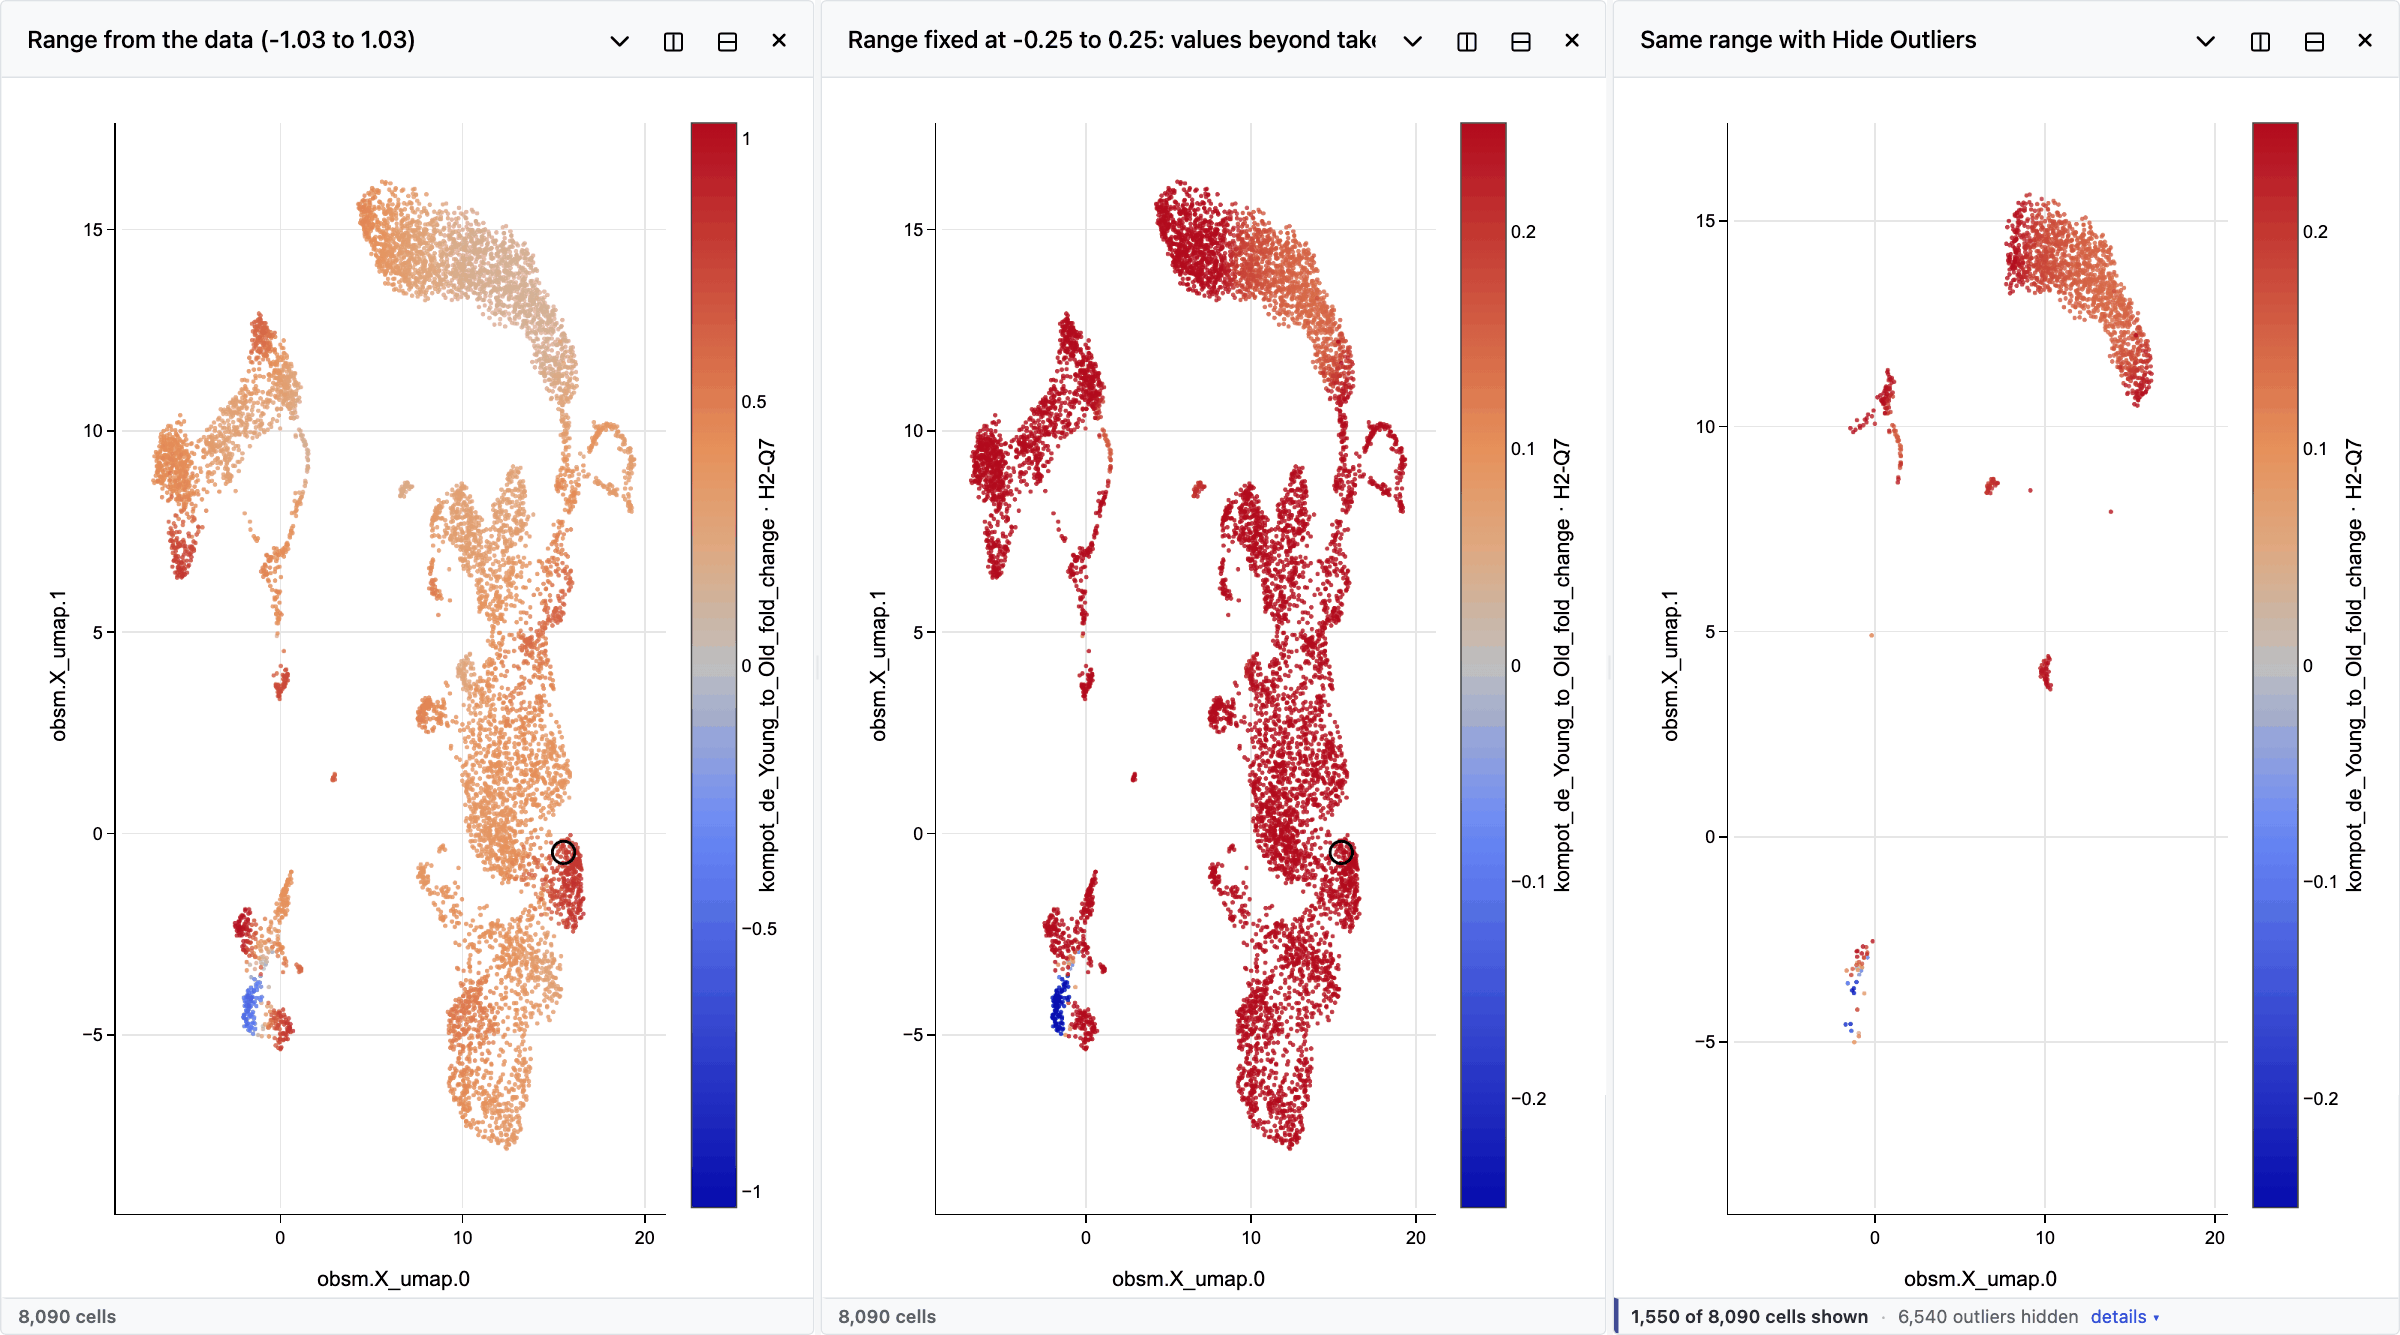 Range from the data (-1.03 to 1.03)
15
10
5
0
−5
0
10
20
obsm.X_umap.0
obsm.X_umap.1
1
0.5
0
−0.5
−1
kompot_de_Young_to_Old_fold_change · H2-Q7
8,090 cells
Range fixed at -0.25 to 0.25: values beyond take
15
10
5
0
−5
0
10
20
obsm.X_umap.0
obsm.X_umap.1
0.2
0.1
0
−0.1
−0.2
kompot_de_Young_to_Old_fold_change · H2-Q7
8,090 cells
Same range with Hide Outliers
15
10
5
0
−5
0
10
20
obsm.X_umap.0
obsm.X_umap.1
0.2
0.1
0
−0.1
−0.2
kompot_de_Young_to_Old_fold_change · H2-Q7
1,550 of 8,090 cells shown · 6,540 outliers hidden details ▾